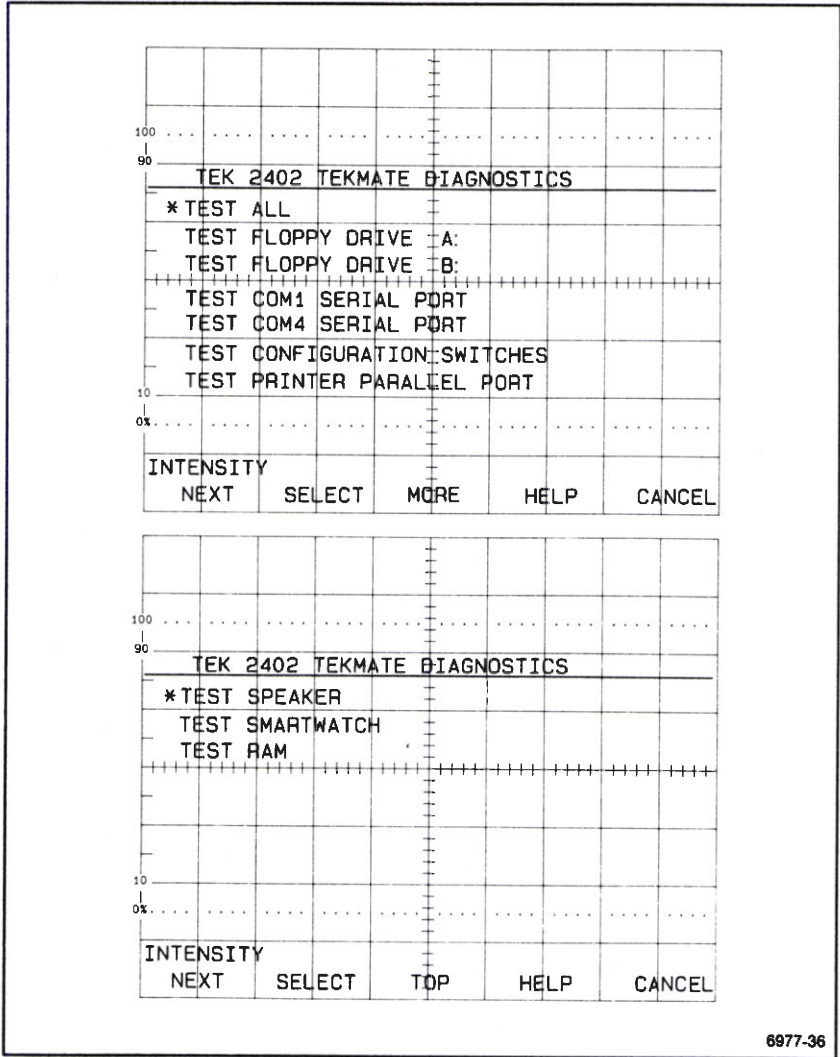 100
90
TEK 2402 TEKMATE DIAGNOSTICS
*TEST ALL
TEST FLOPPY DRIVE A:
TEST FLOPPY DRIVE B:
TEST COM1 SERIAL PORT
TEST COM4 SERIAL PORT
TEST CONFIGURATION SWITCHES
TEST PRINTER PARALLEL PORT
10
0%
INTENSITY
NEXT SELECT MORE HELP CANCEL
100
90
TEK 2402 TEKMATE DIAGNOSTICS
*TEST SPEAKER
TEST SMARTWATCH
TEST RAM
10
0%
INTENSITY
NEXT SELECT TOP HELP CANCEL
6977-36